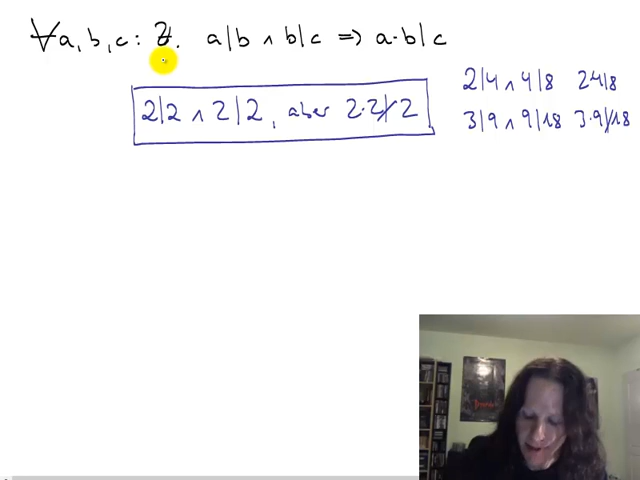 ∀a, b, c : ℤ. a|b ∧ b|c ⇒ a·b|c
2|4 ∧ 4|8 2·4|8
2|2 ∧ 2|2, aber 2·2∤2
3|9 ∧ 9|18 3·9∤18